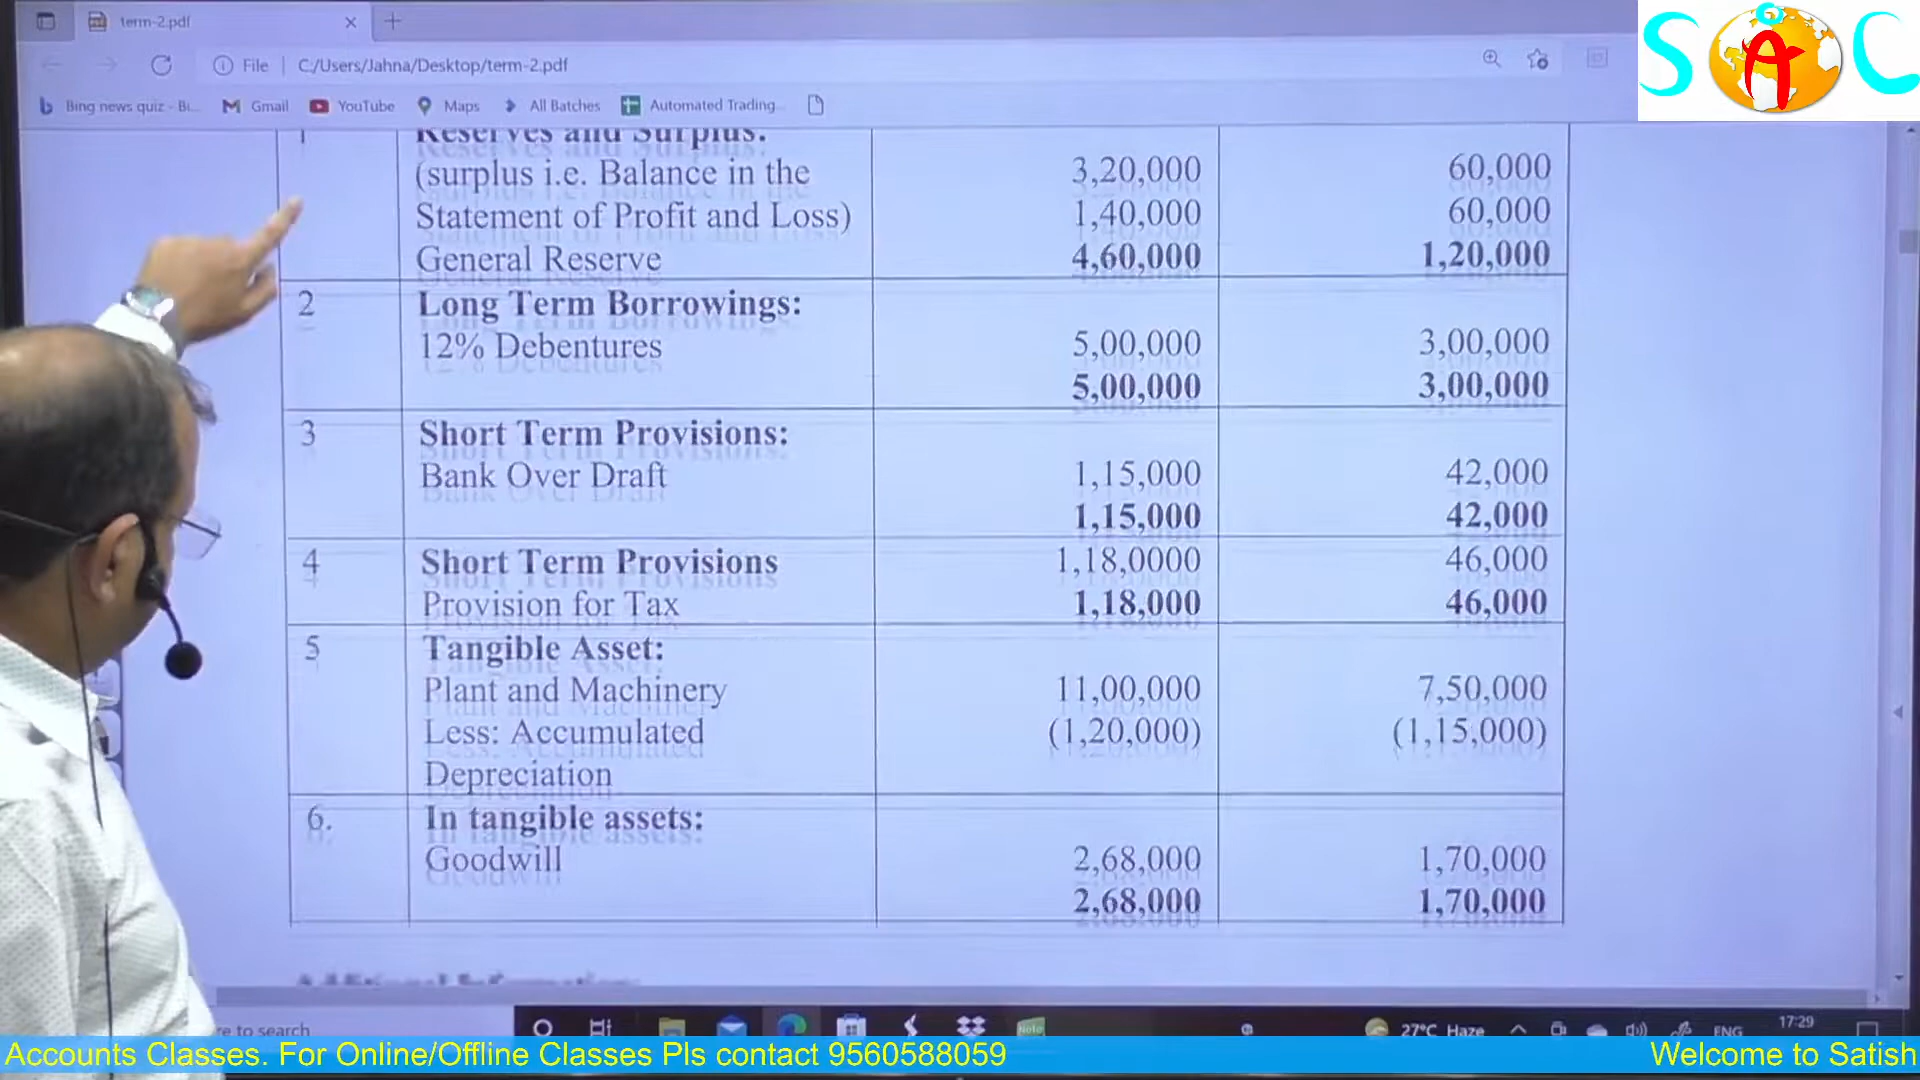 term-2.pdf
File | C:/Users/Jahna/Desktop/term-2.pdf
Bing news quiz - Bi... Gmail YouTube Maps All Batches Automated Trading...
SAC
1 Reserves and Surplus:
(surplus i.e. Balance in the 3,20,000 60,000
Statement of Profit and Loss) 1,40,000 60,000
General Reserve 4,60,000 1,20,000
2 Long Term Borrowings:
12% Debentures 5,00,000 3,00,000
5,00,000 3,00,000
3 Short Term Provisions:
Bank Over Draft 1,15,000 42,000
1,15,000 42,000
4 Short Term Provisions 1,18,0000 46,000
Provision for Tax 1,18,000 46,000
5 Tangible Asset:
Plant and Machinery 11,00,000 7,50,000
Less: Accumulated (1,20,000) (1,15,000)
Depreciation
6. In tangible assets:
Goodwill 2,68,000 1,70,000
2,68,000 1,70,000
re to search
Note
27°C Haze ENG 17:29
Accounts Classes. For Online/Offline Classes Pls contact 9560588059 Welcome to Satish